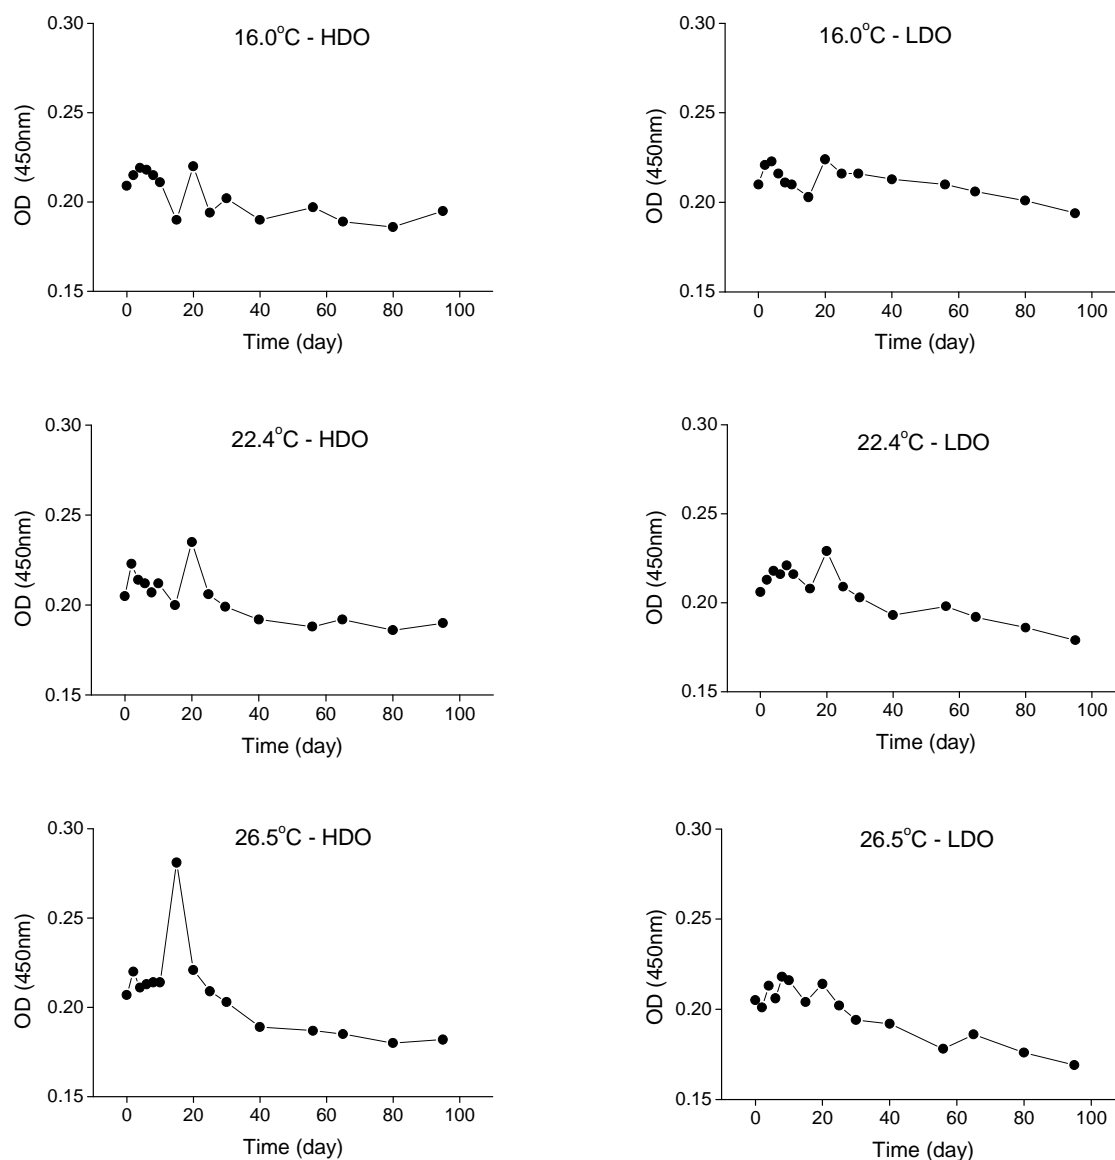 16.0°C - HDO
0.30
0.25
0.20
0.15
OD (450nm)
0 20 40 60 80 100
Time (day)
16.0°C - LDO
0.30
0.25
0.20
0.15
OD (450nm)
0 20 40 60 80 100
Time (day)
22.4°C - HDO
0.30
0.25
0.20
0.15
OD (450nm)
0 20 40 60 80 100
Time (day)
22.4°C - LDO
0.30
0.25
0.20
0.15
OD (450nm)
0 20 40 60 80 100
Time (day)
26.5°C - HDO
0.30
0.25
0.20
0.15
OD (450nm)
0 20 40 60 80 100
Time (day)
26.5°C - LDO
0.30
0.25
0.20
0.15
OD (450nm)
0 20 40 60 80 100
Time (day)